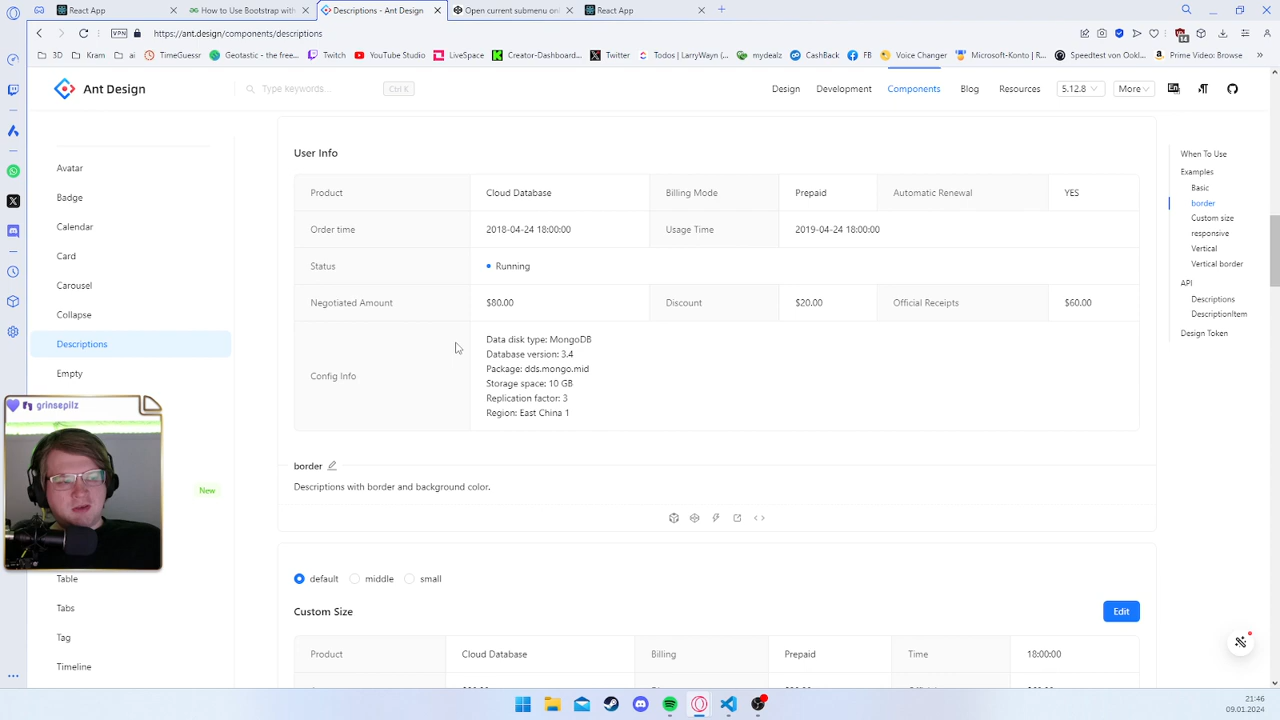 React App
How to Use Bootstrap with
Descriptions - Ant Design
Open current submenu onl
React App
VPN
https://ant.design/components/descriptions
3D
Kram
ai
TimeGuessr
Geotastic - the free...
Twitch
YouTube Studio
LiveSpace
Creator-Dashboard...
Twitter
Todos | LarryWayn (...
mydealz
CashBack
FB
Voice Changer
Microsoft-Konto | R...
Speedtest von Ookl...
Prime Video: Browse
Ant Design
Type keywords...
Ctrl K
Design
Development
Components
Blog
Resources
5.12.8
More
Avatar
Badge
Calendar
Card
Carousel
Collapse
Descriptions
Empty
New
Table
Tabs
Tag
Timeline
grinsepilz
User Info
Product
Cloud Database
Billing Mode
Prepaid
Automatic Renewal
YES
Order time
2018-04-24 18:00:00
Usage Time
2019-04-24 18:00:00
Status
Running
Negotiated Amount
$80.00
Discount
$20.00
Official Receipts
$60.00
Config Info
Data disk type: MongoDB
Database version: 3.4
Package: dds.mongo.mid
Storage space: 10 GB
Replication factor: 3
Region: East China 1
border
Descriptions with border and background color.
default
middle
small
Custom Size
Edit
Product
Cloud Database
Billing
Prepaid
Time
18:00:00
When To Use
Examples
Basic
border
Custom size
responsive
Vertical
Vertical border
API
Descriptions
DescriptionItem
Design Token
21:46
09.01.2024